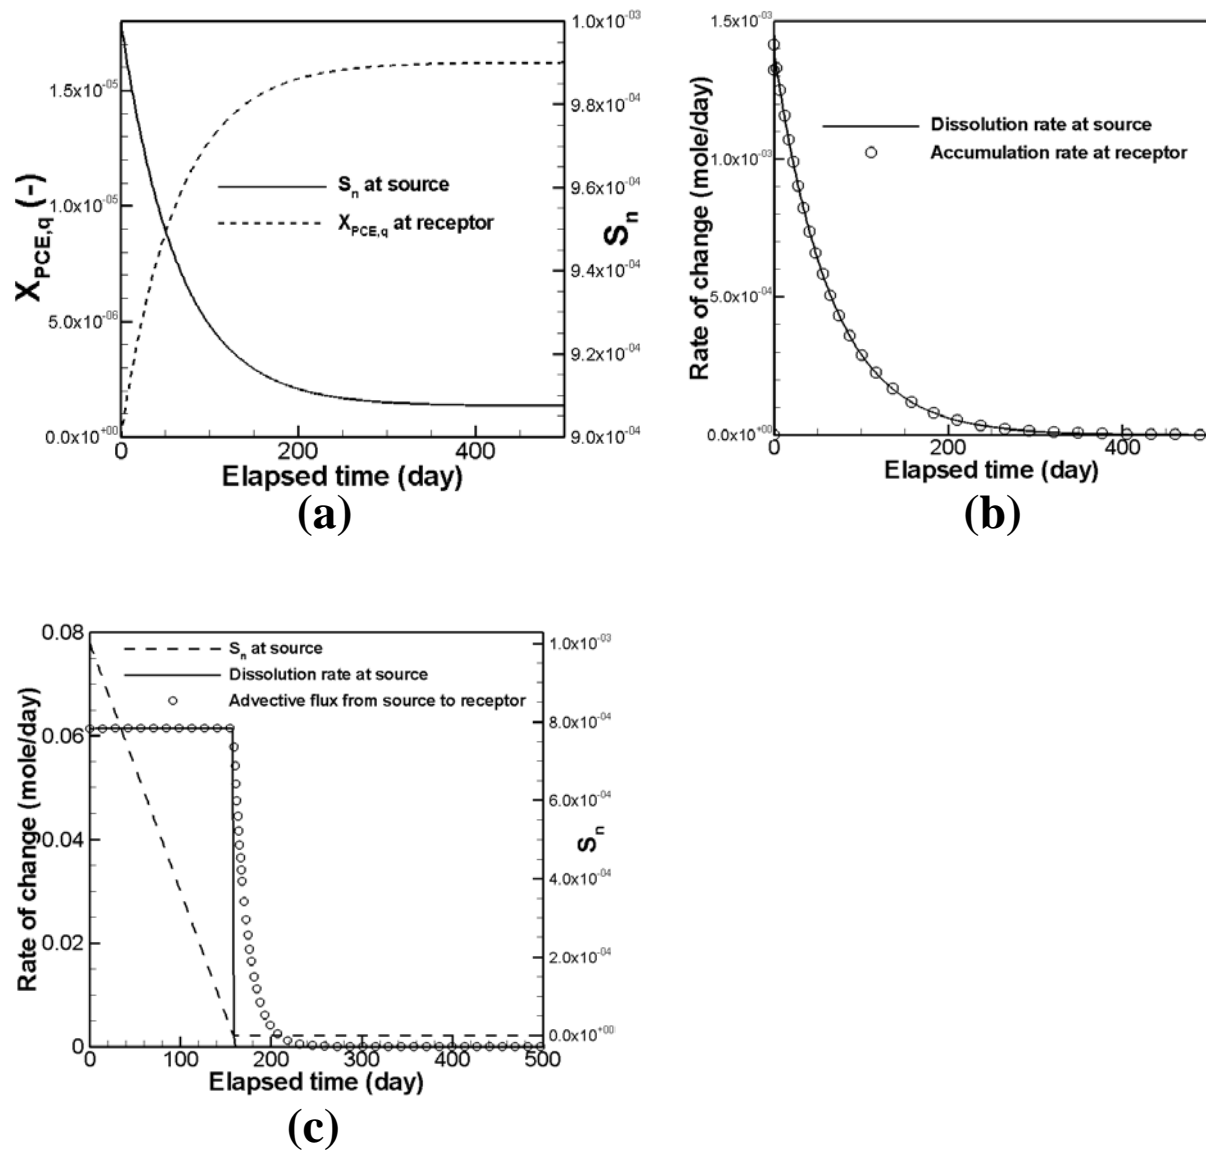 1.0x10⁻⁰³
1.5x10⁻⁰⁵
9.8x10⁻⁰⁴
9.6x10⁻⁰⁴
1.0x10⁻⁰⁵
9.4x10⁻⁰⁴
5.0x10⁻⁰⁶
9.2x10⁻⁰⁴
0.0x10⁺⁰⁰
9.0x10⁻⁰⁴
X_PCE,q (-)
S_n
S_n at source
X_PCE,q at receptor
0 200 400
Elapsed time (day)
(a)
1.5x10⁻⁰³
1.0x10⁻⁰³
5.0x10⁻⁰⁴
0.0x10⁺⁰⁰
Rate of change (mole/day)
Dissolution rate at source
Accumulation rate at receptor
0 200 400
Elapsed time (day)
(b)
0.08
0.06
0.04
0.02
0
Rate of change (mole/day)
S_n at source
Dissolution rate at source
Advective flux from source to receptor
1.0x10⁻⁰³
8.0x10⁻⁰⁴
6.0x10⁻⁰⁴
4.0x10⁻⁰⁴
2.0x10⁻⁰⁴
0.0x10⁺⁰⁰
S_n
0 100 200 300 400 500
Elapsed time (day)
(c)